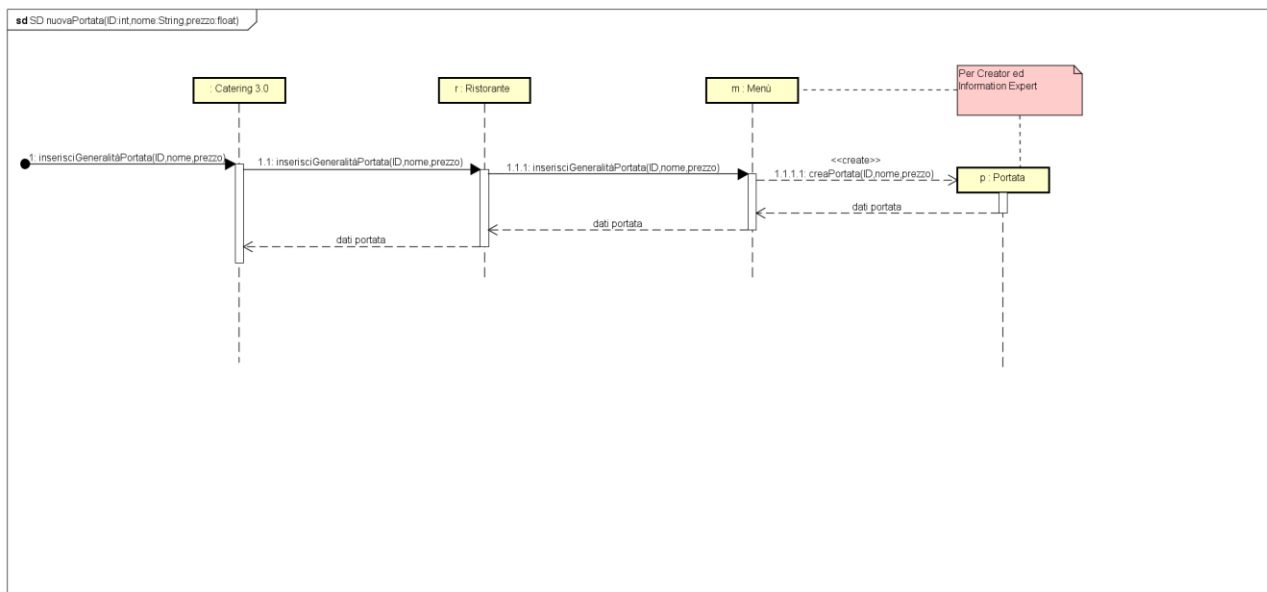 sd SD nuovaPortata(ID:int,nome:String,prezzo:float)
Per Creator ed
Information Expert
: Catering 3.0
r : Ristorante
m : Menù
1: inserisciGeneralitàPortata(ID,nome,prezzo)
1.1: inserisciGeneralitàPortata(ID,nome,prezzo)
1.1.1: inserisciGeneralitàPortata(ID,nome,prezzo)
<<create>>
1.1.1.1: creaPortata(ID,nome,prezzo)
p : Portata
dati portata
dati portata
dati portata